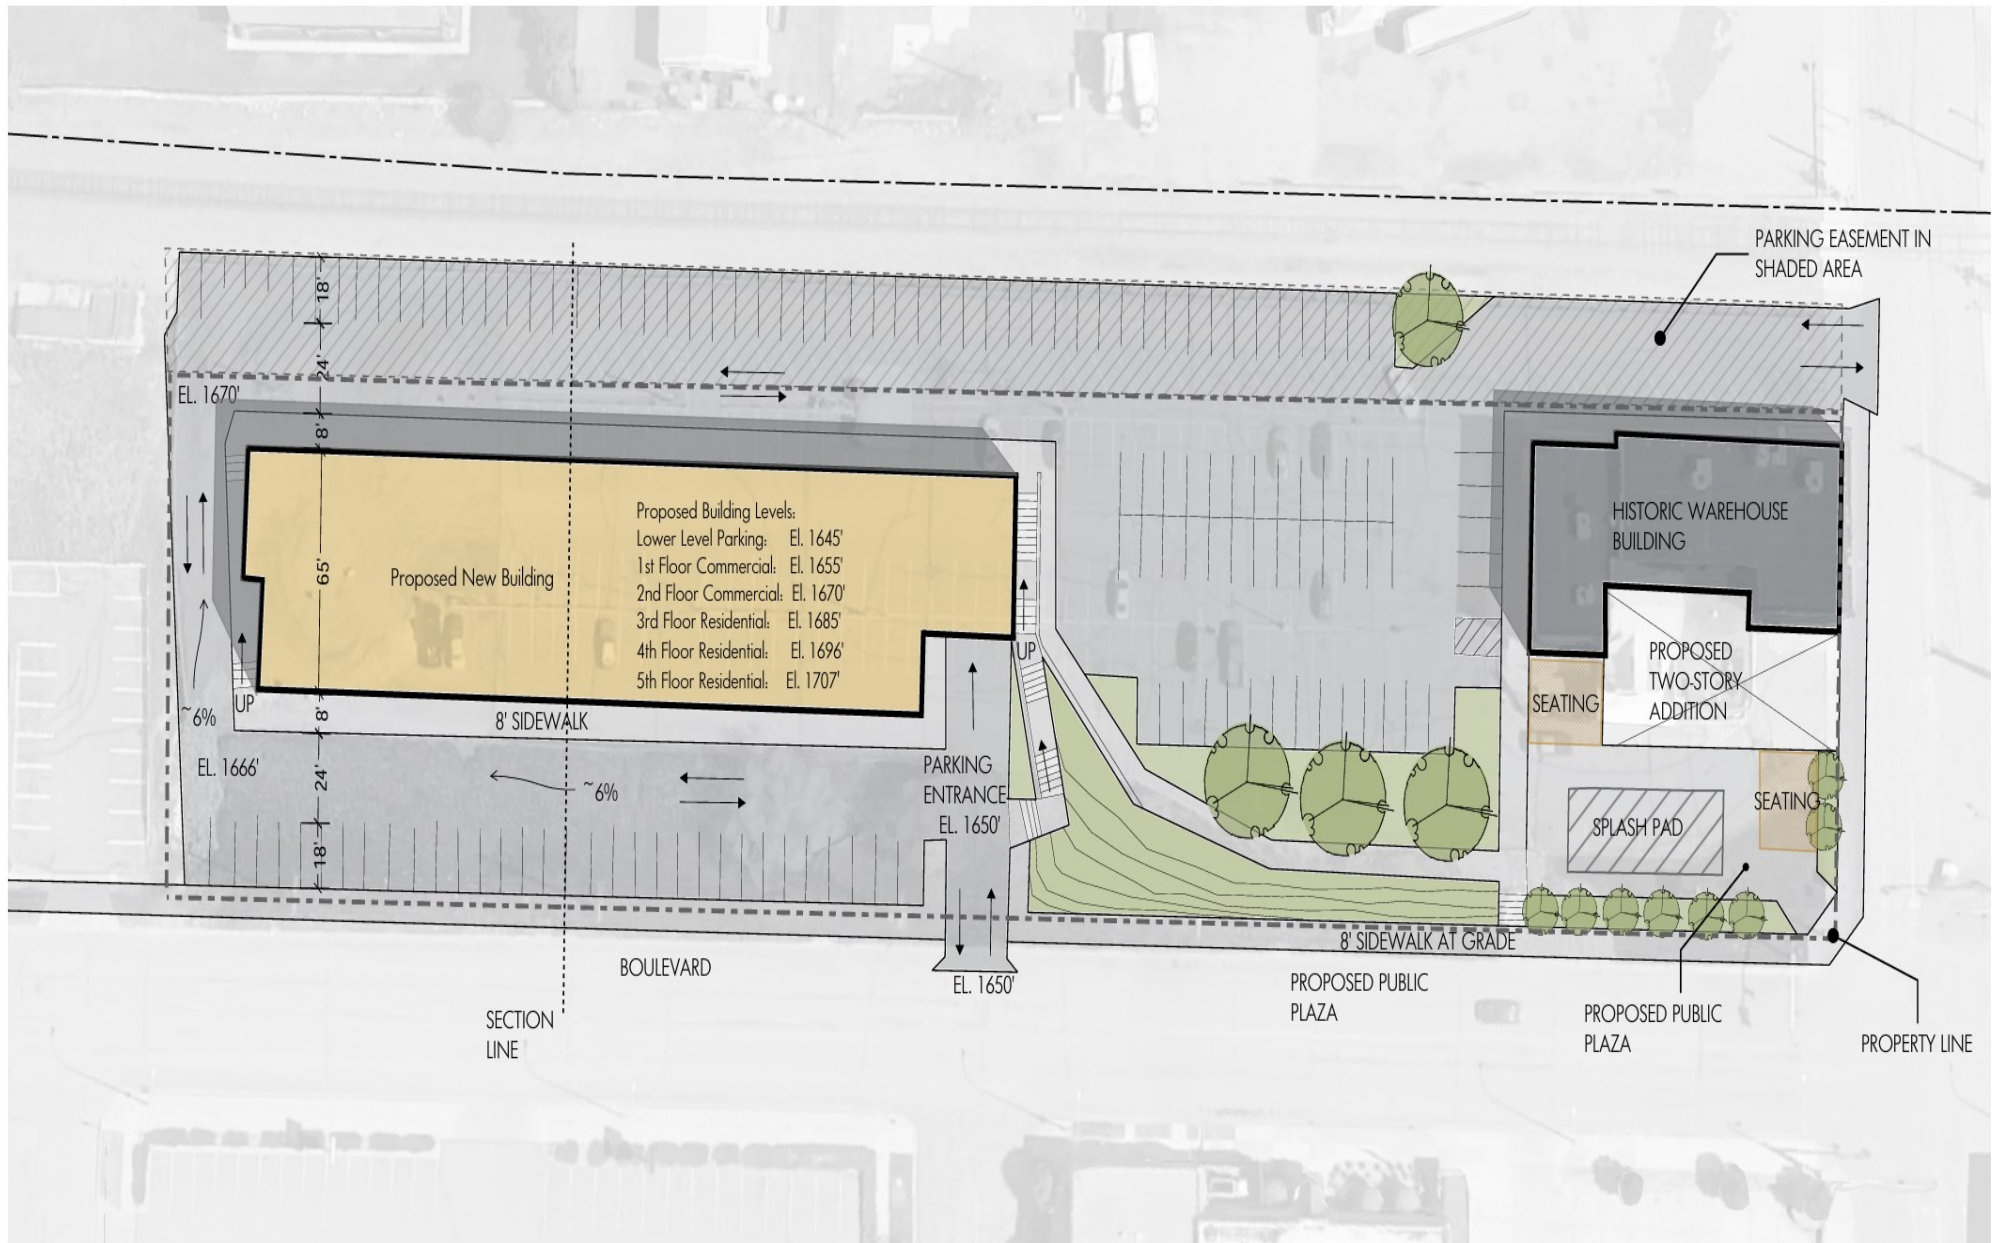 PARKING EASEMENT IN
SHADED AREA
18'
24'
EL. 1670'
8'
65'
Proposed New Building
Proposed Building Levels:
Lower Level Parking: El. 1645'
1st Floor Commercial: El. 1655'
2nd Floor Commercial: El. 1670'
3rd Floor Residential: El. 1685'
4th Floor Residential: El. 1696'
5th Floor Residential: El. 1707'
HISTORIC WAREHOUSE
BUILDING
UP
PROPOSED
TWO-STORY
ADDITION
SEATING
UP
~6%
8'
8' SIDEWALK
EL. 1666'
24'
~6%
PARKING
ENTRANCE
EL. 1650'
SEATING
SPLASH PAD
18'
8' SIDEWALK AT GRADE
BOULEVARD
EL. 1650'
PROPOSED PUBLIC
PLAZA
SECTION
LINE
PROPOSED PUBLIC
PLAZA
PROPERTY LINE